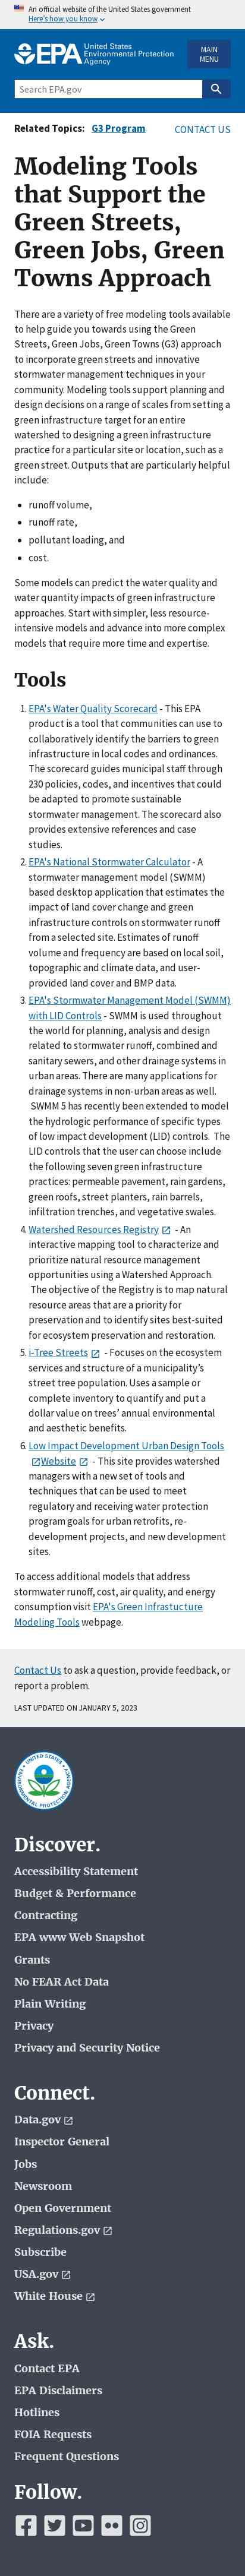 An official website of the United States government
Here's how you know
EPA United States Environmental Protection Agency
MAIN MENU
Search EPA.gov
Related Topics: G3 Program
CONTACT US
Modeling Tools
that Support the
Green Streets,
Green Jobs, Green
Towns Approach
There are a variety of free modeling tools available to
help guide you towards using the Green
Streets, Green Jobs, Green Towns (G3) approach
to incorporate green streets and innovative
stormwater management techniques in your
community. Modeling tools support planning and
design decisions on a range of scales from setting a
green infrastructure target for an entire
watershed to designing a green infrastructure
practice for a particular site or location, such as a
green street. Outputs that are particularly helpful
include:
runoff volume,
runoff rate,
pollutant loading, and
cost.
Some models can predict the water quality and
water quantity impacts of green infrastructure
approaches. Start with simpler, less resource-
intensive models and advance into more complex
models that require more time and expertise.
Tools
1. EPA's Water Quality Scorecard - This EPA
product is a tool that communities can use to
collaboratively identify the barriers to green
infrastructure in local codes and ordinances.
The scorecard guides municipal staff through
230 policies, codes, and incentives that could
be adapted to promote sustainable
stormwater management. The scorecard also
provides extensive references and case
studies.
2. EPA's National Stormwater Calculator - A
stormwater management model (SWMM)
based desktop application that estimates the
impact of land cover change and green
infrastructure controls on stormwater runoff
from a selected site. Estimates of runoff
volume and frequency are based on local soil,
topographic and climatic data, and user-
provided land cover and BMP data.
3. EPA's Stormwater Management Model (SWMM)
with LID Controls - SWMM is used throughout
the world for planning, analysis and design
related to stormwater runoff, combined and
sanitary sewers, and other drainage systems in
urban areas with many applications for
drainage systems in non-urban areas as well.
SWMM 5 has recently been extended to model
the hydrologic performance of specific types
of low impact development (LID) controls. The
LID controls that the user can choose include
the following seven green infrastructure
practices: permeable pavement, rain gardens,
green roofs, street planters, rain barrels,
infiltration trenches, and vegetative swales.
4. Watershed Resources Registry - An
interactive mapping tool to characterize and
prioritize natural resource management
opportunities using a Watershed Approach.
The objective of the Registry is to map natural
resource areas that are a priority for
preservation and to identify sites best-suited
for ecosystem preservation and restoration.
5. i-Tree Streets - Focuses on the ecosystem
services and structure of a municipality's
street tree population. Uses a sample or
complete inventory to quantify and put a
dollar value on trees' annual environmental
and aesthetic benefits.
6. Low Impact Development Urban Design Tools
Website - This site provides watershed
managers with a new set of tools and
techniques that can be used to meet
regulatory and receiving water protection
program goals for urban retrofits, re-
development projects, and new development
sites.
To access additional models that address
stormwater runoff, cost, air quality, and energy
consumption visit EPA's Green Infrastucture
Modeling Tools webpage.
Contact Us to ask a question, provide feedback, or
report a problem.
LAST UPDATED ON JANUARY 5, 2023
Discover.
Accessibility Statement
Budget & Performance
Contracting
EPA www Web Snapshot
Grants
No FEAR Act Data
Plain Writing
Privacy
Privacy and Security Notice
Connect.
Data.gov
Inspector General
Jobs
Newsroom
Open Government
Regulations.gov
Subscribe
USA.gov
White House
Ask.
Contact EPA
EPA Disclaimers
Hotlines
FOIA Requests
Frequent Questions
Follow.